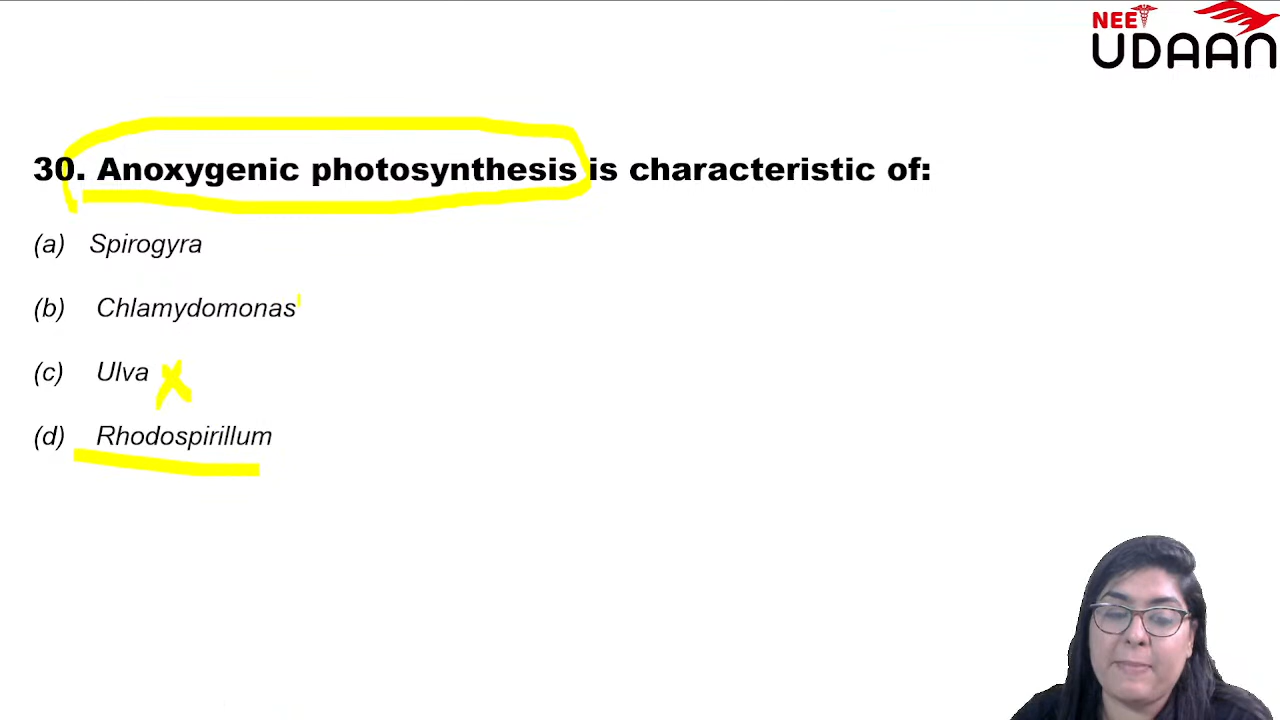 NEET
UDAAN
30. Anoxygenic photosynthesis is characteristic of:
(a) Spirogyra
(b) Chlamydomonas
(c) Ulva
(d) Rhodospirillum